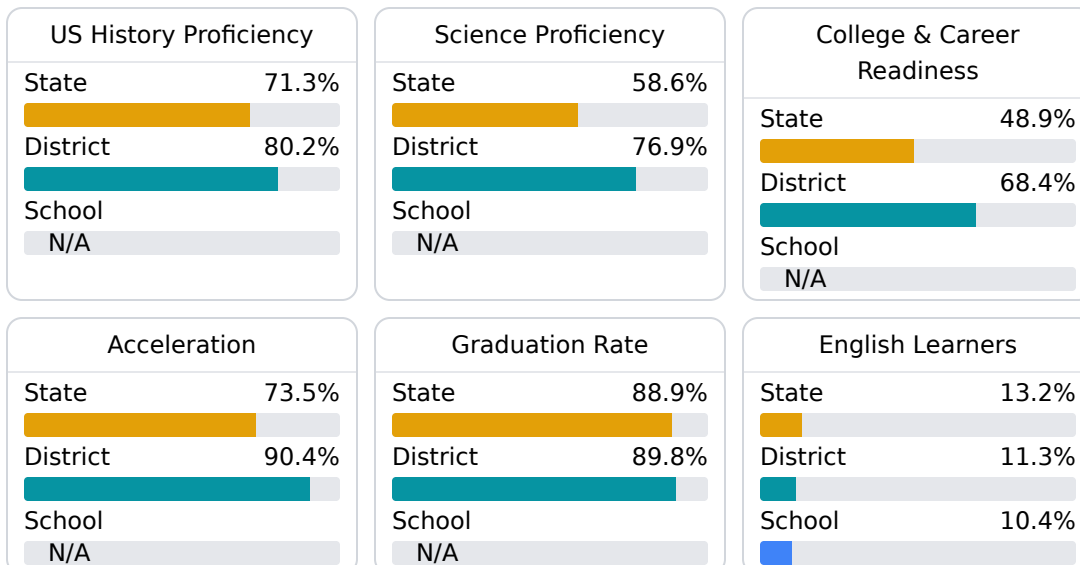 US History Proficiency
State 71.3%
District 80.2%
School
N/A
Science Proficiency
State 58.6%
District 76.9%
School
N/A
College & Career
Readiness
State 48.9%
District 68.4%
School
N/A
Acceleration
State 73.5%
District 90.4%
School
N/A
Graduation Rate
State 88.9%
District 89.8%
School
N/A
English Learners
State 13.2%
District 11.3%
School 10.4%